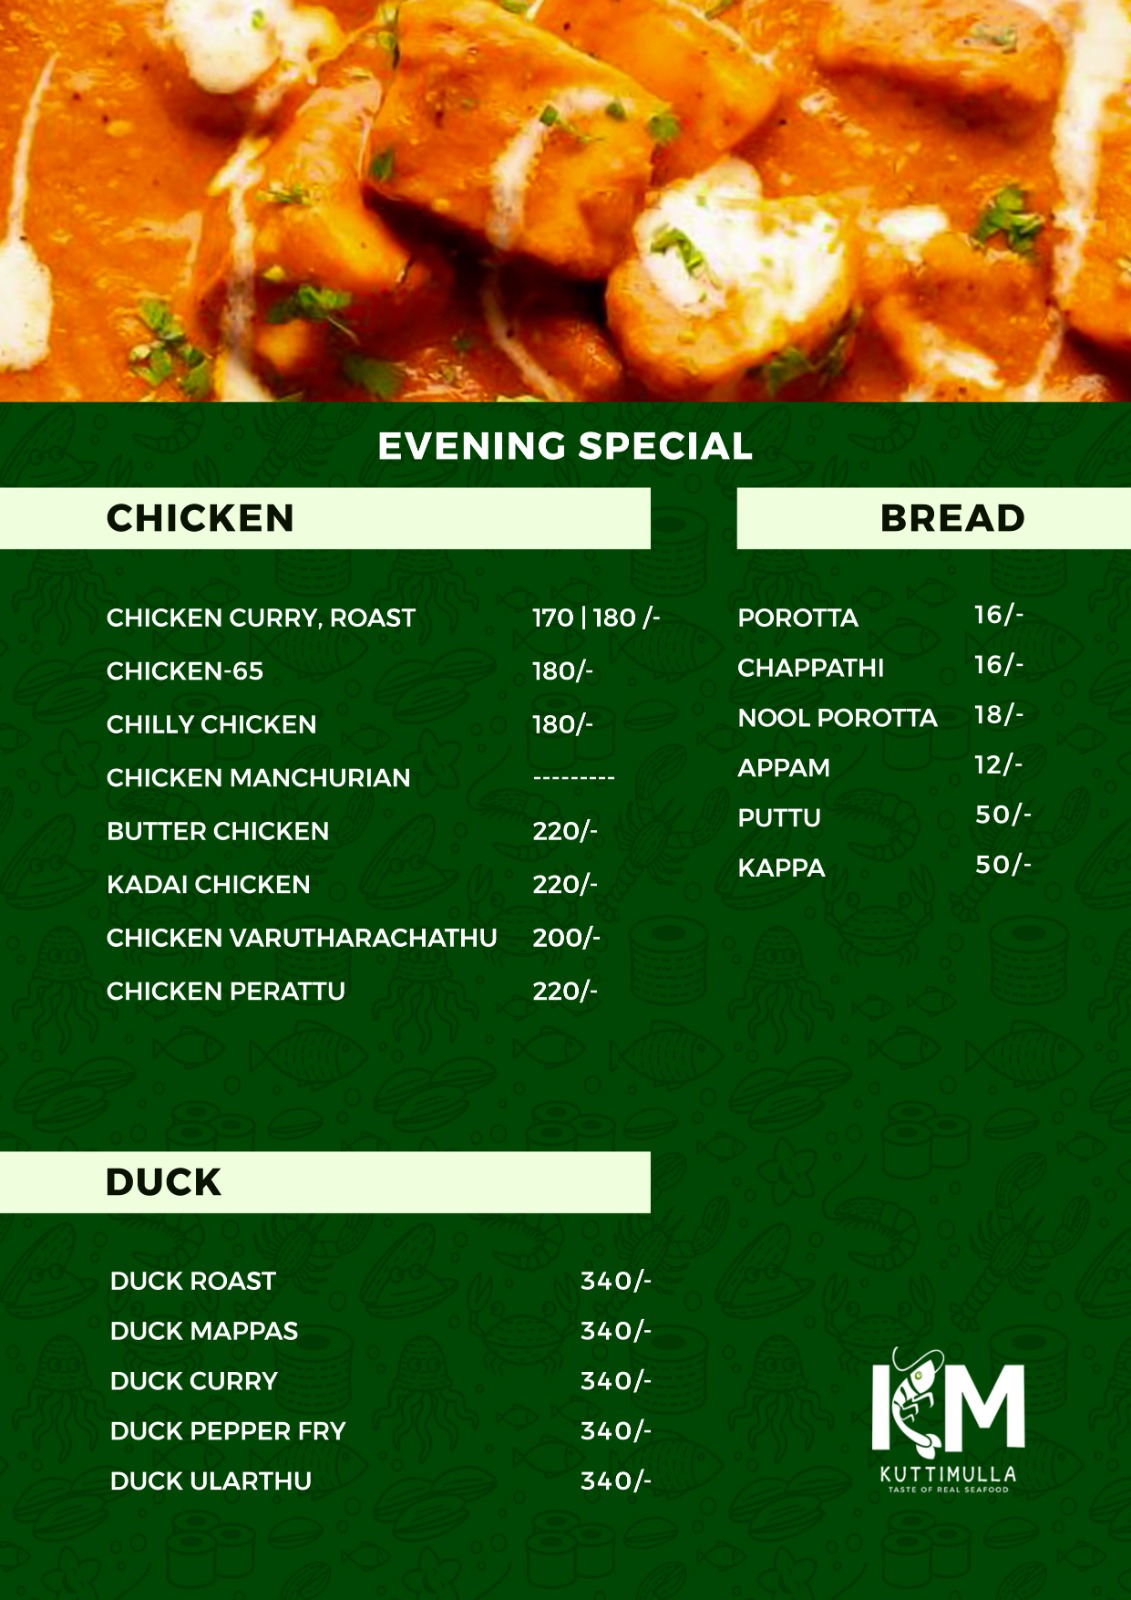 EVENING SPECIAL
CHICKEN
CHICKEN CURRY, ROAST 170 | 180 /-
CHICKEN-65 180/-
CHILLY CHICKEN 180/-
CHICKEN MANCHURIAN ---------
BUTTER CHICKEN 220/-
KADAI CHICKEN 220/-
CHICKEN VARUTHARACHATHU 200/-
CHICKEN PERATTU 220/-
BREAD
POROTTA 16/-
CHAPPATHI 16/-
NOOL POROTTA 18/-
APPAM 12/-
PUTTU 50/-
KAPPA 50/-
DUCK
DUCK ROAST 340/-
DUCK MAPPAS 340/-
DUCK CURRY 340/-
DUCK PEPPER FRY 340/-
DUCK ULARTHU 340/-
KM
KUTTIMULLA
TASTE OF REAL SEAFOOD